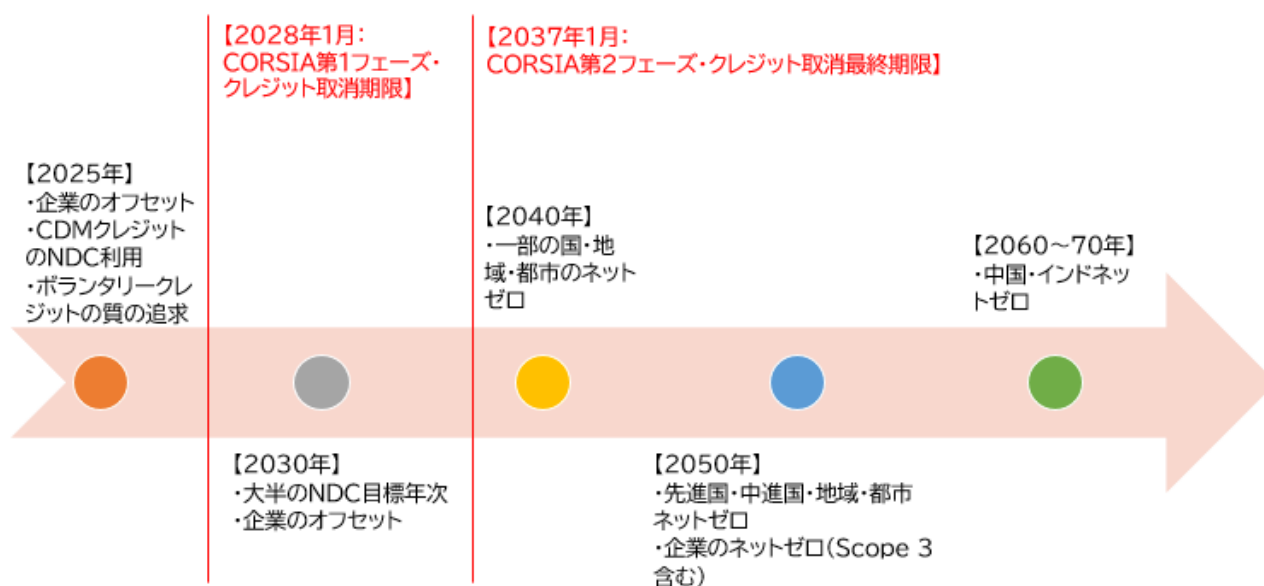 【2028年1月：
CORSIA第1フェーズ・
クレジット取消期限】
【2037年1月：
CORSIA第2フェーズ・クレジット取消最終期限】
【2025年】
・企業のオフセット
・CDMクレジット
のNDC利用
・ボランタリークレ
ジットの質の追求
【2040年】
・一部の国・地
域・都市のネット
ゼロ
【2060～70年】
・中国・インドネッ
トゼロ
【2030年】
・大半のNDC目標年次
・企業のオフセット
【2050年】
・先進国・中進国・地域・都市
ネットゼロ
・企業のネットゼロ(Scope 3
含む)